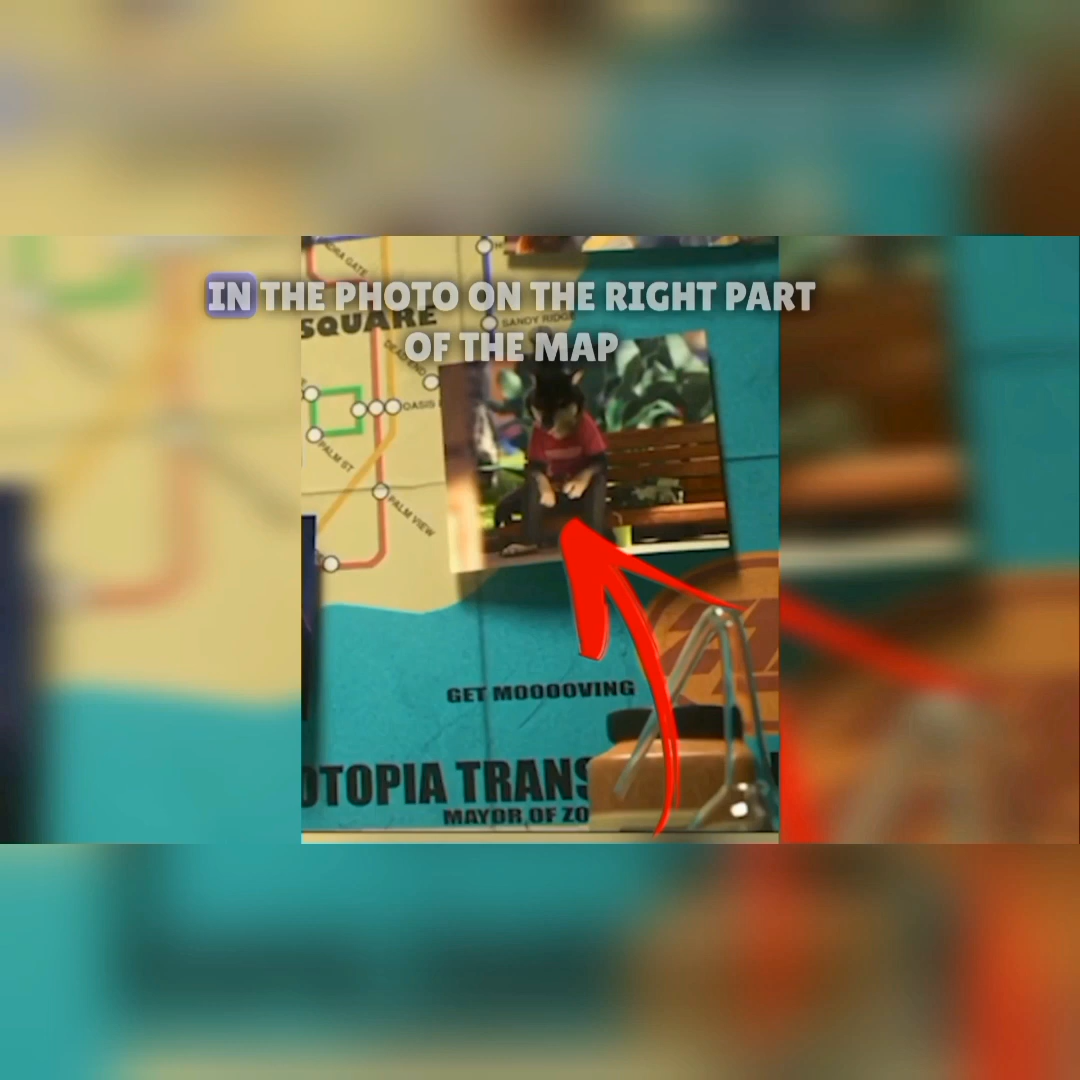 IN THE PHOTO ON THE RIGHT PART
OF THE MAP
SQUARE
SANDY RIDGE
OASIS
PALM ST
PALM VIEW
GET MOOOOVING
OTOPIA TRANS
MAYOR OF ZO